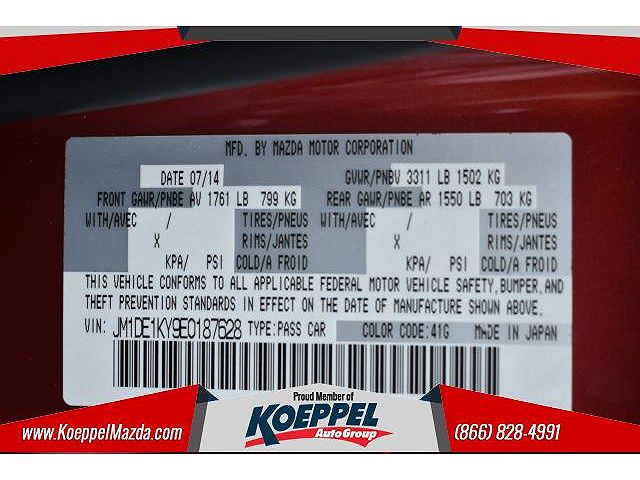 MFD. BY MAZDA MOTOR CORPORATION
DATE 07/14 GVWR/PNBV 3311 LB 1502 KG
FRONT GAWR/PNBE AV 1761 LB 799 KG REAR GAWR/PNBE AR 1550 LB 703 KG
WITH/AVEC / TIRES/PNEUS WITH/AVEC / TIRES/PNEUS
X RIMS/JANTES X RIMS/JANTES
KPA/ PSI COLD/A FROID KPA/ PSI COLD/A FROID
THIS VEHICLE CONFORMS TO ALL APPLICABLE FEDERAL MOTOR VEHICLE SAFETY, BUMPER, AND
THEFT PREVENTION STANDARDS IN EFFECT ON THE DATE OF MANUFACTURE SHOWN ABOVE.
VIN: JM1DE1KY9E0187628 TYPE: PASS CAR COLOR CODE: 41G MADE IN JAPAN
Proud Member of
KOEPPEL
Auto Group
www.KoeppelMazda.com (866) 828-4991